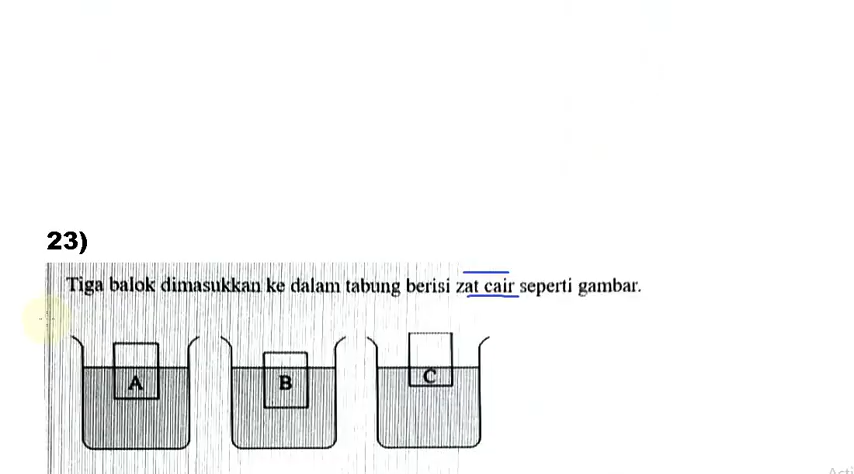 23)
Tiga balok dimasukkan ke dalam tabung berisi zat cair seperti gambar.
A B C